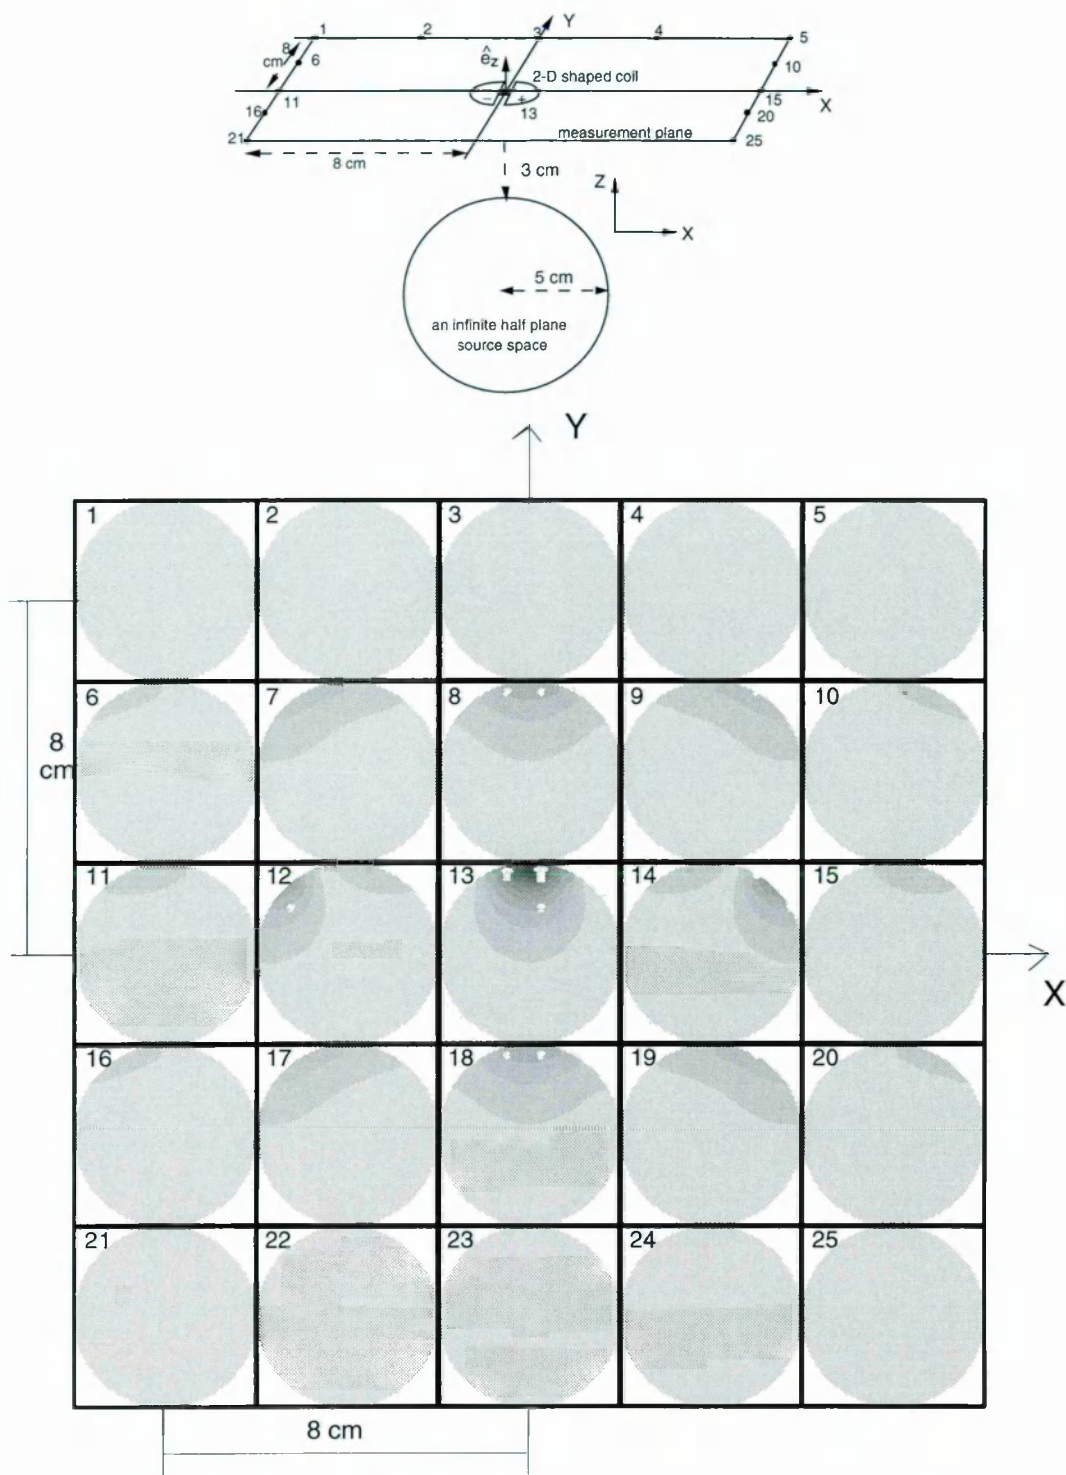 Y
1
2
3
4
5
8
cm
6
ê_z
2-D shaped coil
10
11
− +
13
15
X
16
20
21
measurement plane
25
8 cm
3 cm
Z
X
5 cm
an infinite half plane
source space
Y
1 2 3 4 5
6 7 8 9 10
8
cm
11 12 13 14 15
X
16 17 18 19 20
21 22 23 24 25
8 cm